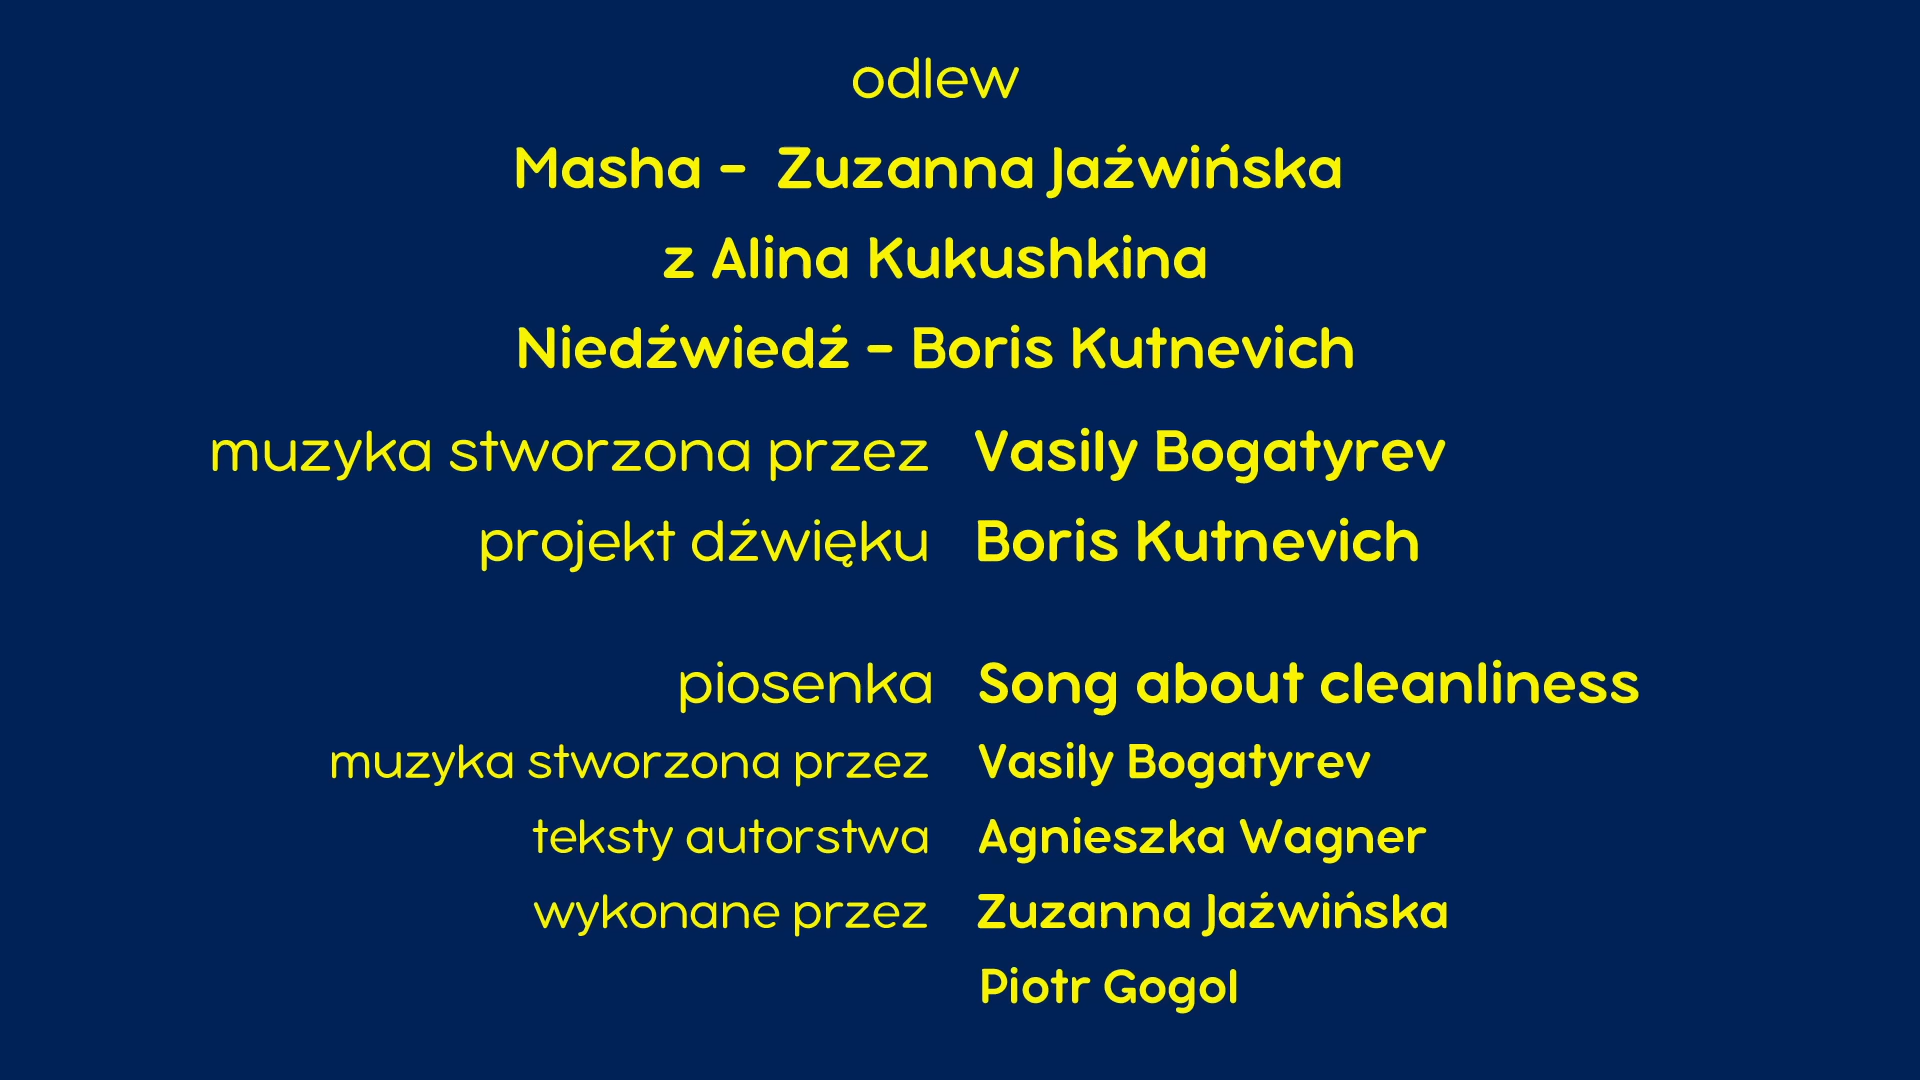 odlew
Masha - Zuzanna Jaźwińska
z Alina Kukushkina
Niedźwiedź - Boris Kutnevich
muzyka stworzona przez Vasily Bogatyrev
projekt dźwięku Boris Kutnevich
piosenka Song about cleanliness
muzyka stworzona przez Vasily Bogatyrev
teksty autorstwa Agnieszka Wagner
wykonane przez Zuzanna Jaźwińska
Piotr Gogol